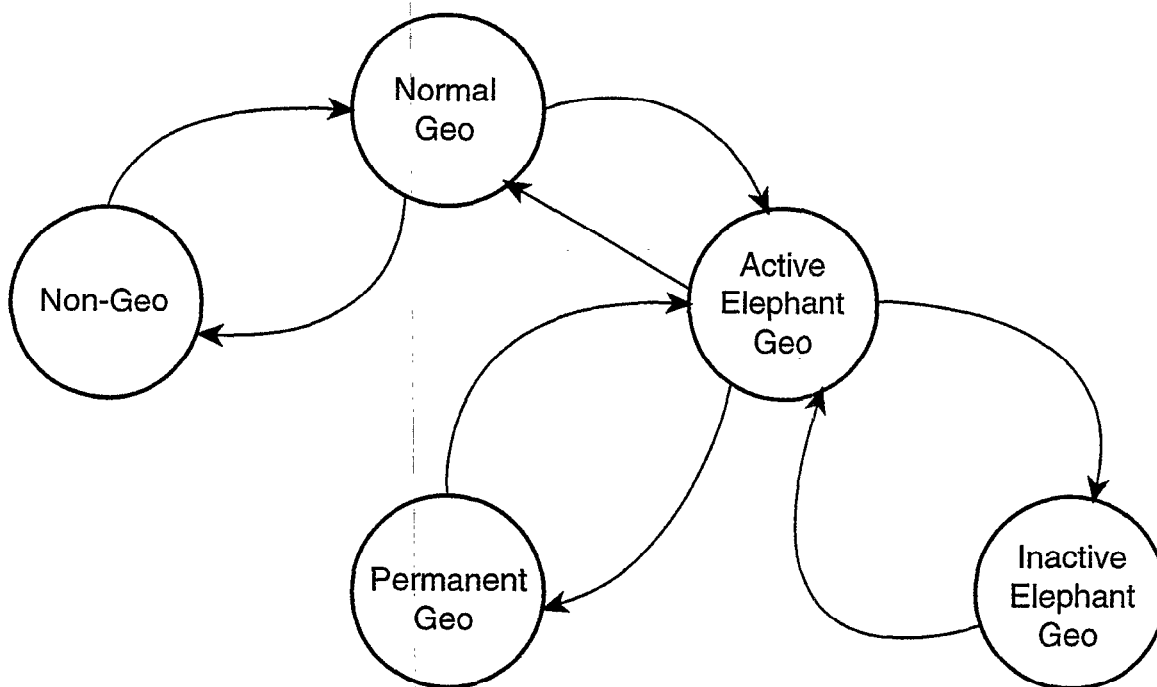 Normal
Geo
Non-Geo
Active
Elephant
Geo
Permanent
Geo
Inactive
Elephant
Geo